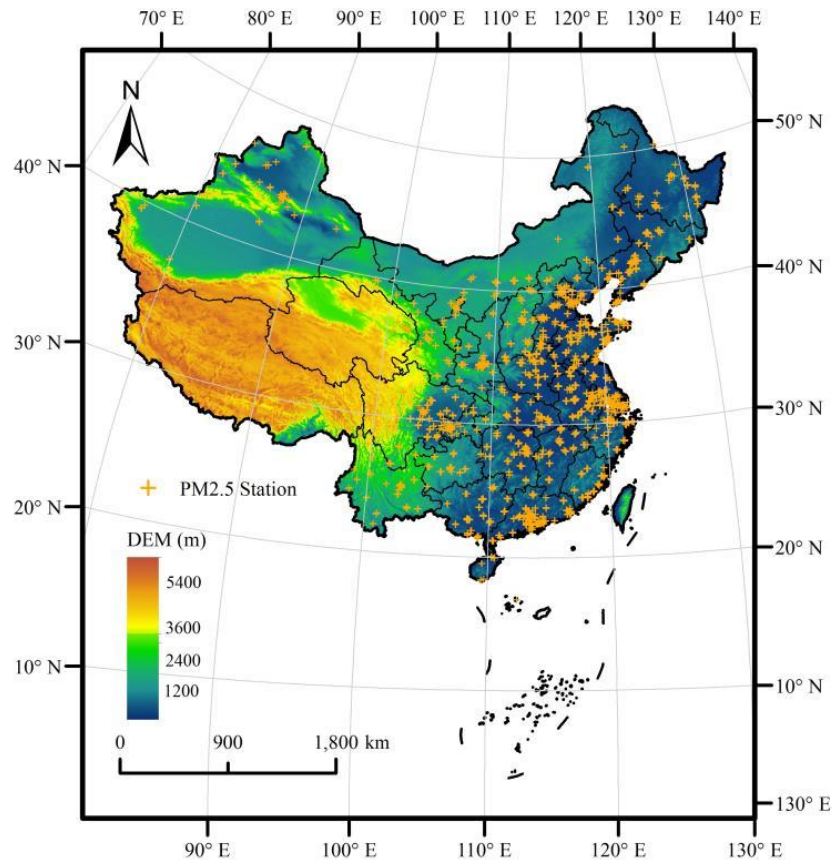 70° E 80° E 90° E 100° E 110° E 120° E 130° E 140° E
N
50° N
40° N
40° N
30° N
30° N
PM2.5 Station
20° N
DEM (m)
20° N
5400
3600
2400
10° N
1200
10° N
0 900 1,800 km
130° E
90° E 100° E 110° E 120° E 130° E